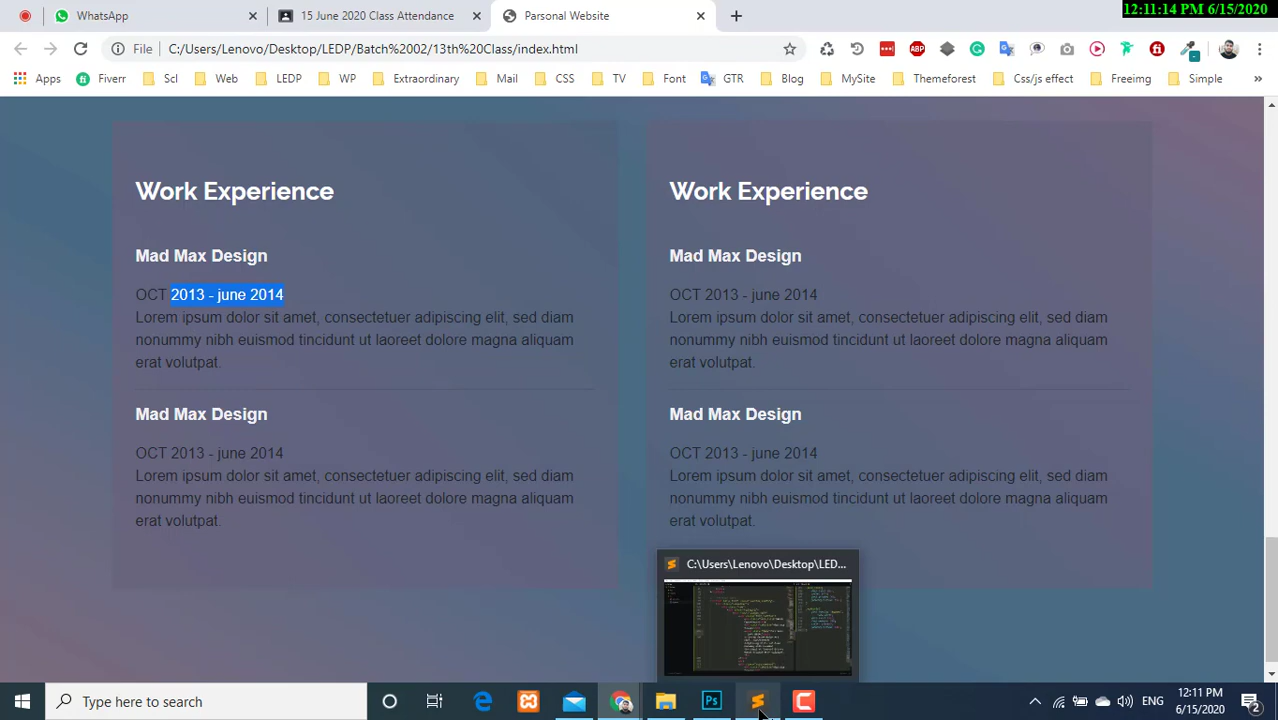 WhatsApp
15 June 2020 Class Attendance
Personal Website
12:11:14 PM 6/15/2020
File
C:/Users/Lenovo/Desktop/LEDP/Batch%2002/13th%20Class/index.html
Apps
Fiverr
Scl
Web
LEDP
WP
Extraordinary
Mail
CSS
TV
Font
GTR
Blog
MySite
Themeforest
Css/js effect
Freeimg
Simple
Work Experience
Mad Max Design
OCT 2013 - june 2014
Lorem ipsum dolor sit amet, consectetuer adipiscing elit, sed diam
nonummy nibh euismod tincidunt ut laoreet dolore magna aliquam
erat volutpat.
Mad Max Design
OCT 2013 - june 2014
Lorem ipsum dolor sit amet, consectetuer adipiscing elit, sed diam
nonummy nibh euismod tincidunt ut laoreet dolore magna aliquam
erat volutpat.
Work Experience
Mad Max Design
OCT 2013 - june 2014
Lorem ipsum dolor sit amet, consectetuer adipiscing elit, sed diam
nonummy nibh euismod tincidunt ut laoreet dolore magna aliquam
erat volutpat.
Mad Max Design
OCT 2013 - june 2014
Lorem ipsum dolor sit amet, consectetuer adipiscing elit, sed diam
nonummy nibh euismod tincidunt ut laoreet dolore magna aliquam
erat volutpat.
C:\Users\Lenovo\Desktop\LED...
Type here to search
Ps
ENG
12:11 PM
6/15/2020
2